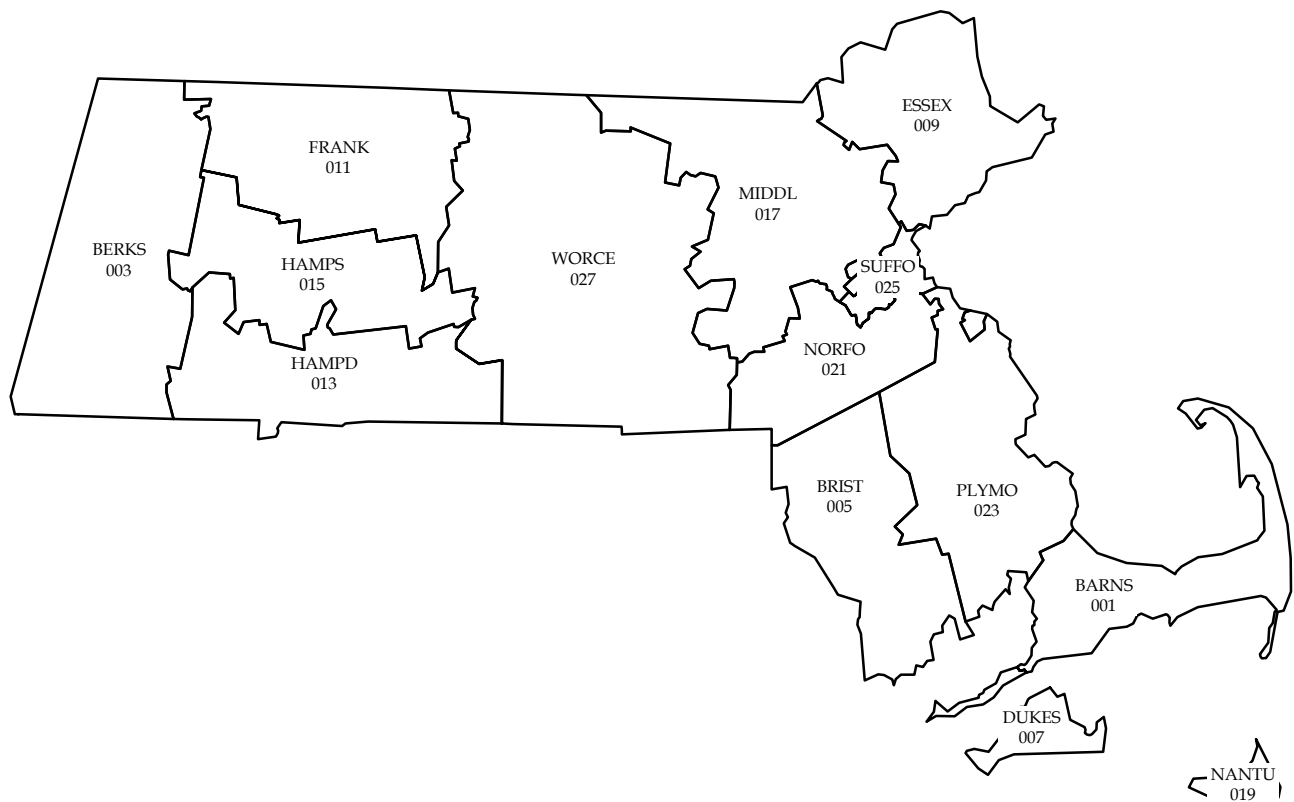 ESSEX
009
FRANK
011
MIDDL
017
BERKS
003
WORCE
027
HAMPS
015
SUFFO
025
NORFO
021
HAMPD
013
BRIST
005
PLYMO
023
BARNS
001
DUKES
007
NANTU
019